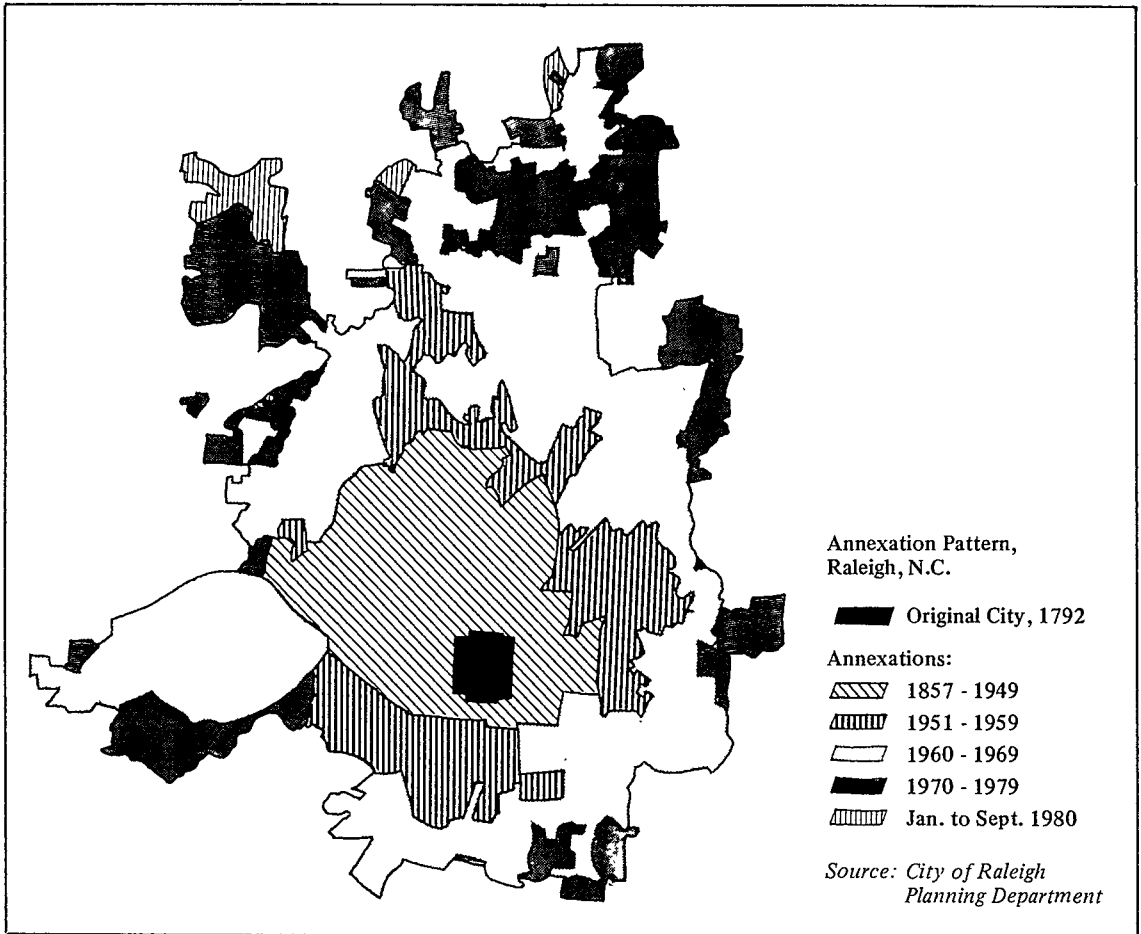 Annexation Pattern,
Raleigh, N.C.
Original City, 1792
Annexations:
1857 - 1949
1951 - 1959
1960 - 1969
1970 - 1979
Jan. to Sept. 1980
Source: City of Raleigh
Planning Department